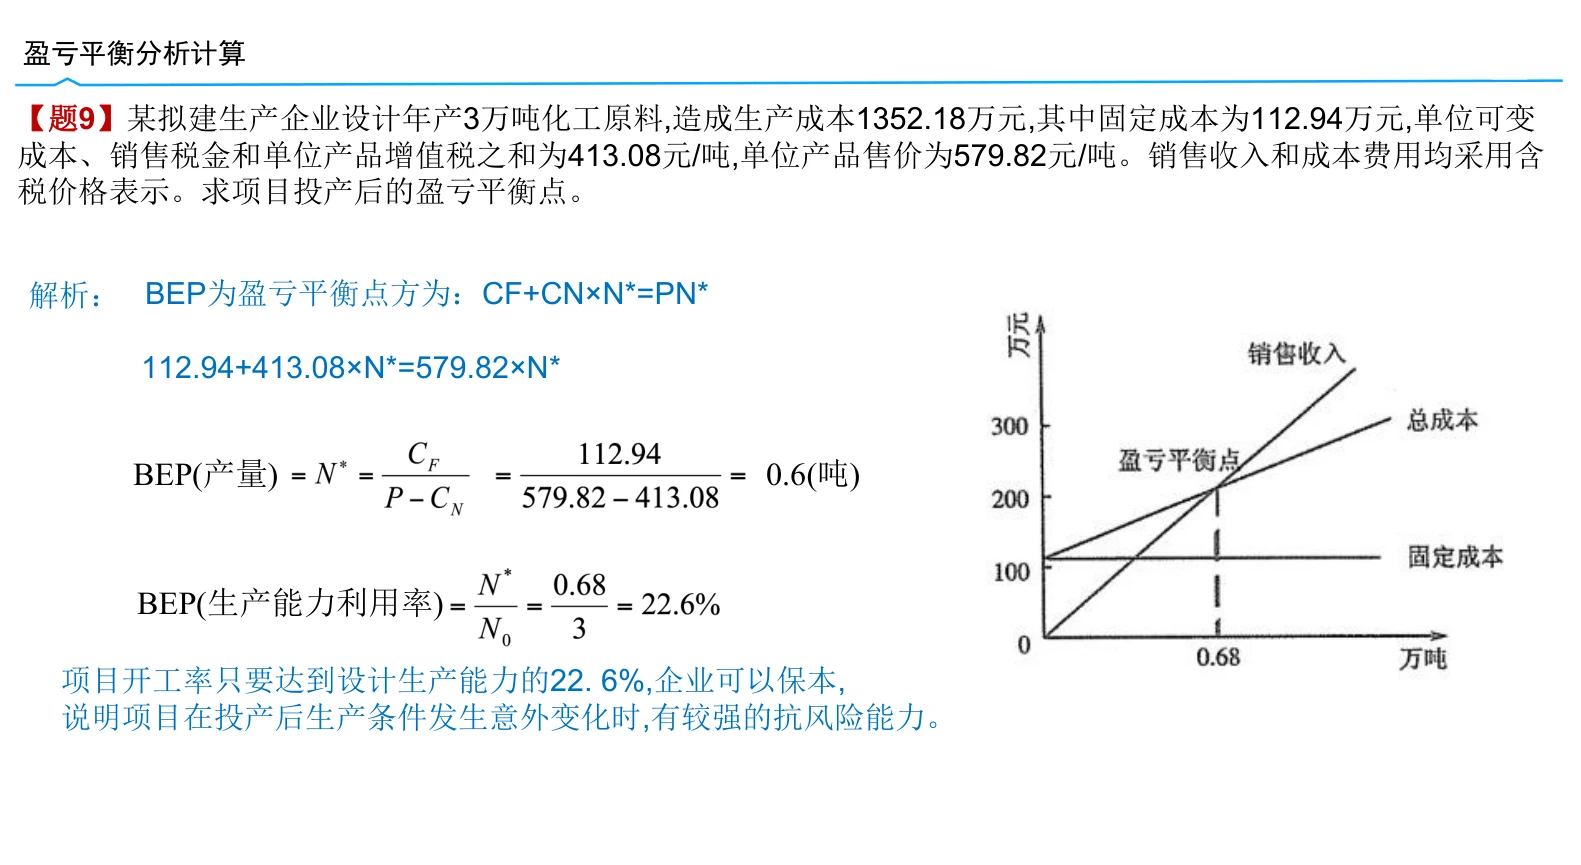 盈亏平衡分析计算
【题9】某拟建生产企业设计年产3万吨化工原料,造成生产成本1352.18万元,其中固定成本为112.94万元,单位可变
成本、销售税金和单位产品增值税之和为413.08元/吨,单位产品售价为579.82元/吨。销售收入和成本费用均采用含
税价格表示。求项目投产后的盈亏平衡点。
解析： BEP为盈亏平衡点方为：CF+CN×N*=PN*
112.94+413.08×N*=579.82×N*
BEP(产量) = N* = C_F / (P − C_N) = 112.94 / (579.82 − 413.08) = 0.6(吨)
BEP(生产能力利用率) = N* / N_0 = 0.68 / 3 = 22.6%
项目开工率只要达到设计生产能力的22. 6%,企业可以保本,
说明项目在投产后生产条件发生意外变化时,有较强的抗风险能力。
万元
销售收入
总成本
300
盈亏平衡点
200
固定成本
100
0
0.68
万吨